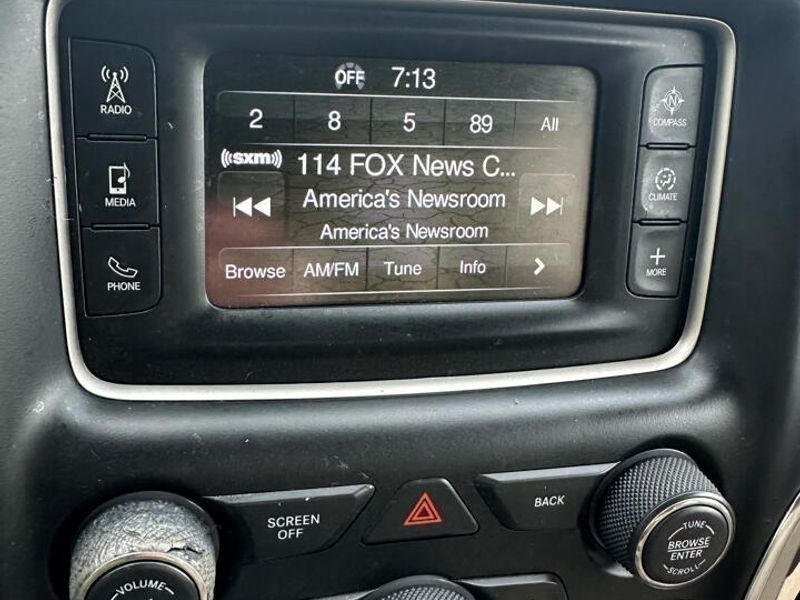 OFF 7:13
2 8 5 89 All
((sxm)) 114 FOX News C...
America's Newsroom
America's Newsroom
Browse AM/FM Tune Info
RADIO
MEDIA
PHONE
N
COMPASS
CLIMATE
MORE
SCREEN
OFF
BACK
VOLUME
TUNE
BROWSE
ENTER
SCROLL